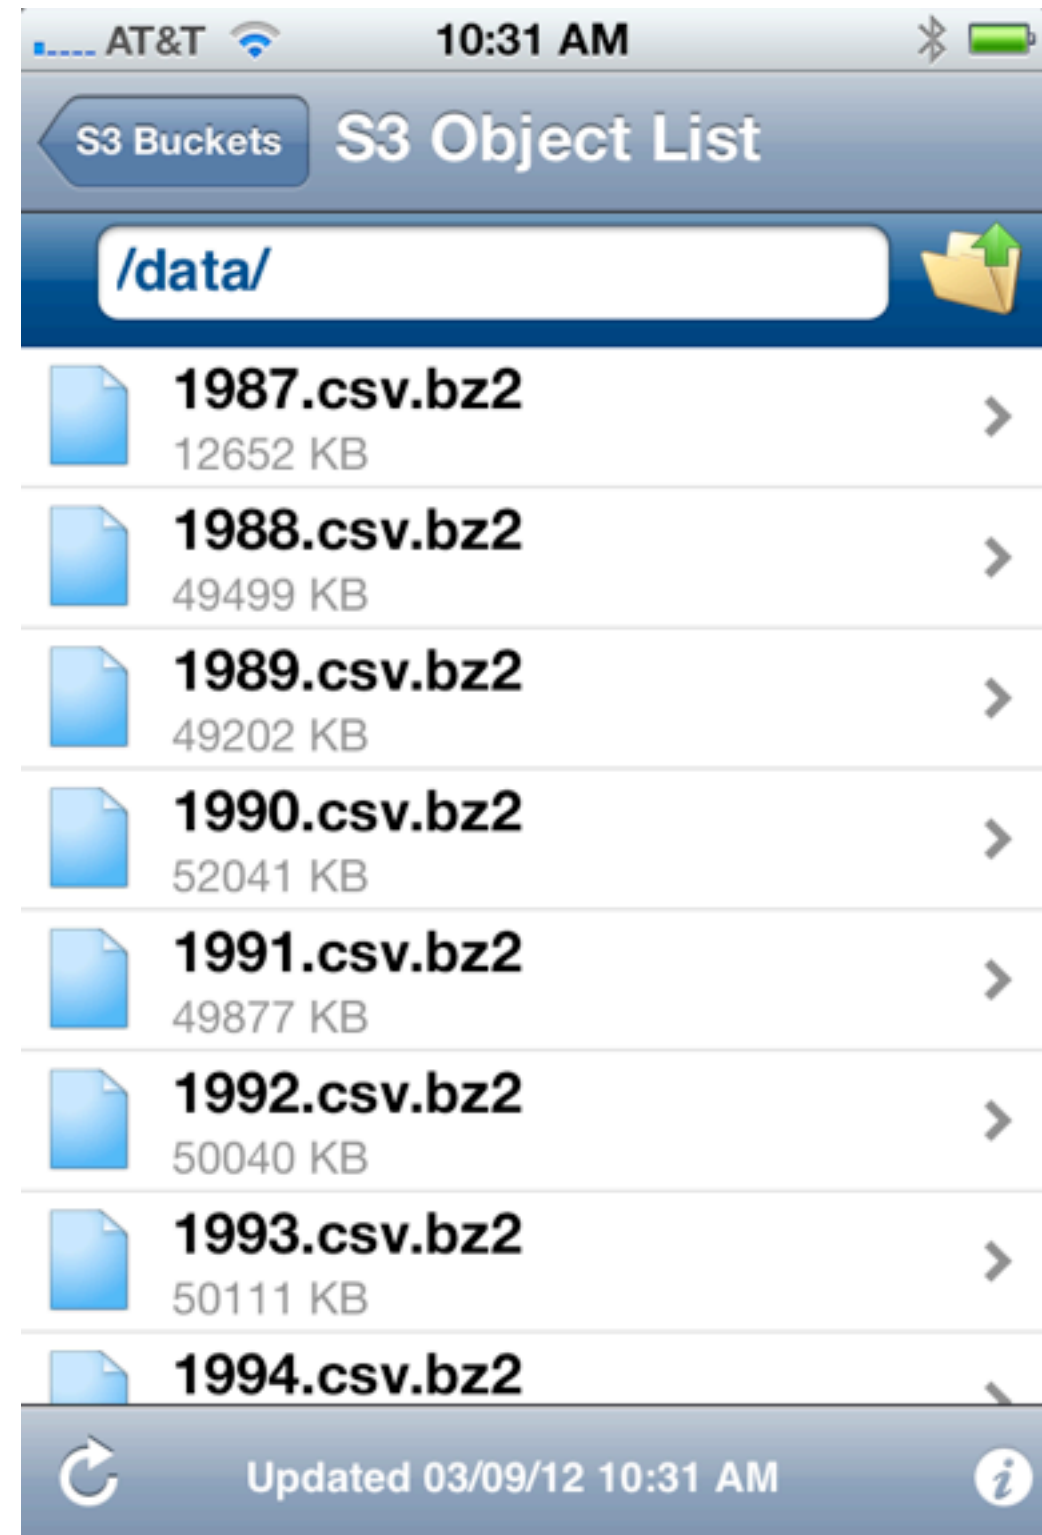 AT&T 10:31 AM
S3 Buckets S3 Object List
/data/
1987.csv.bz2
12652 KB
1988.csv.bz2
49499 KB
1989.csv.bz2
49202 KB
1990.csv.bz2
52041 KB
1991.csv.bz2
49877 KB
1992.csv.bz2
50040 KB
1993.csv.bz2
50111 KB
1994.csv.bz2
Updated 03/09/12 10:31 AM